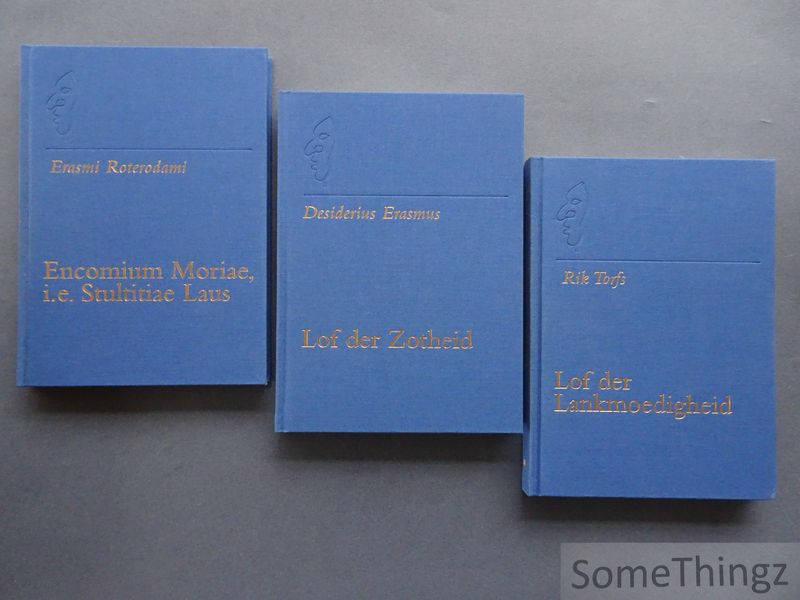 Erasmi Roterodami
Encomium Moriae,
i.e. Stultitiae Laus
Desiderius Erasmus
Lof der Zotheid
Rik Torfs
Lof der
Lankmoedigheid
SomeThingz